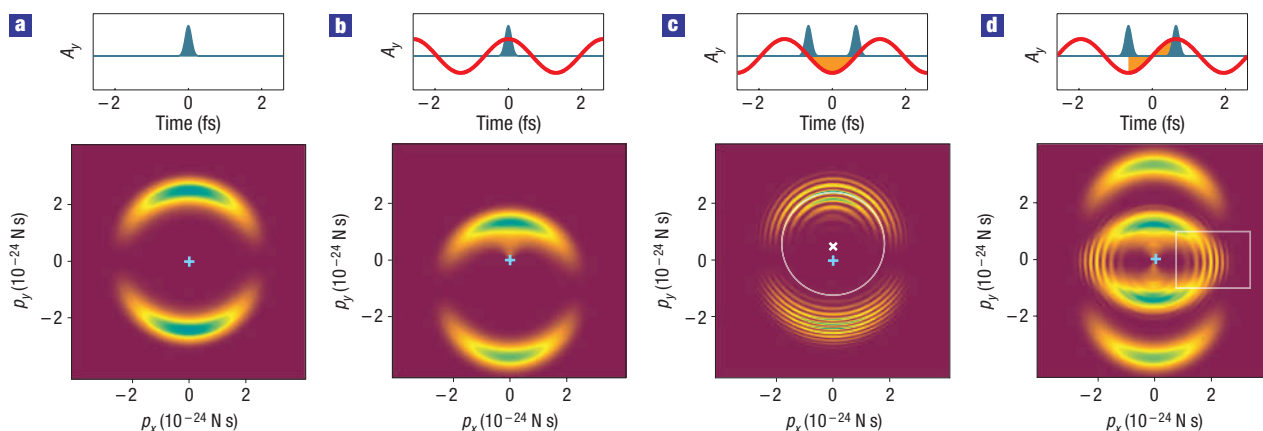 a
A_y
−2 0 2
Time (fs)
p_y (10⁻²⁴ N s)
2
0
−2
−2 0 2
p_x (10⁻²⁴ N s)
b
A_y
−2 0 2
Time (fs)
p_y (10⁻²⁴ N s)
2
0
−2
−2 0 2
p_x (10⁻²⁴ N s)
c
A_y
−2 0 2
Time (fs)
p_y (10⁻²⁴ N s)
2
0
−2
−2 0 2
p_x (10⁻²⁴ N s)
d
A_y
−2 0 2
Time (fs)
p_y (10⁻²⁴ N s)
2
0
−2
−2 0 2
p_x (10⁻²⁴ N s)